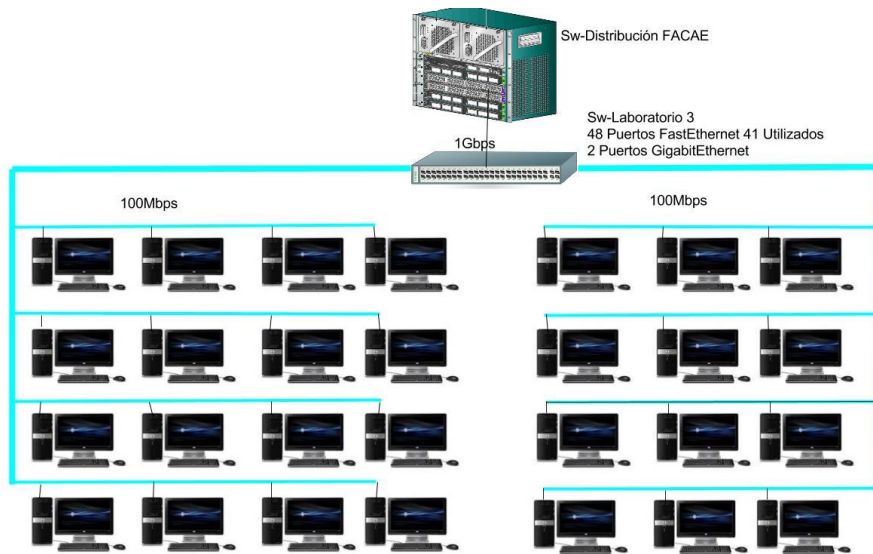 Sw-Distribución FACAE
Sw-Laboratorio 3
48 Puertos FastEthernet 41 Utilizados
2 Puertos GigabitEthernet
1Gbps
100Mbps
100Mbps